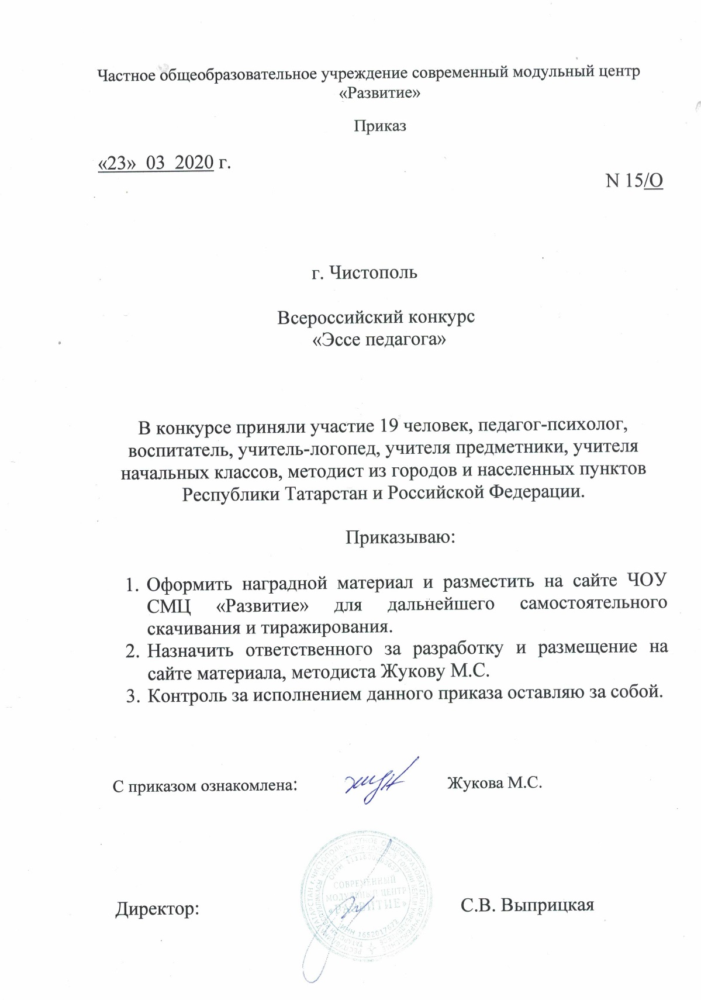 Частное общеобразовательное учреждение современный модульный центр
«Развитие»
Приказ
«23» 03 2020 г.
N 15/О
г. Чистополь
Всероссийский конкурс
«Эссе педагога»
В конкурсе приняли участие 19 человек, педагог-психолог,
воспитатель, учитель-логопед, учителя предметники, учителя
начальных классов, методист из городов и населенных пунктов
Республики Татарстан и Российской Федерации.
Приказываю:
1. Оформить наградной материал и разместить на сайте ЧОУ
СМЦ «Развитие» для дальнейшего самостоятельного
скачивания и тиражирования.
2. Назначить ответственного за разработку и размещение на
сайте материала, методиста Жукову М.С.
3. Контроль за исполнением данного приказа оставляю за собой.
С приказом ознакомлена: Жукова М.С.
СОВРЕМЕННЫЙ
МОДУЛЬНЫЙ ЦЕНТР
«РАЗВИТИЕ»
ИНН 1652017622
Директор: С.В. Выприцкая